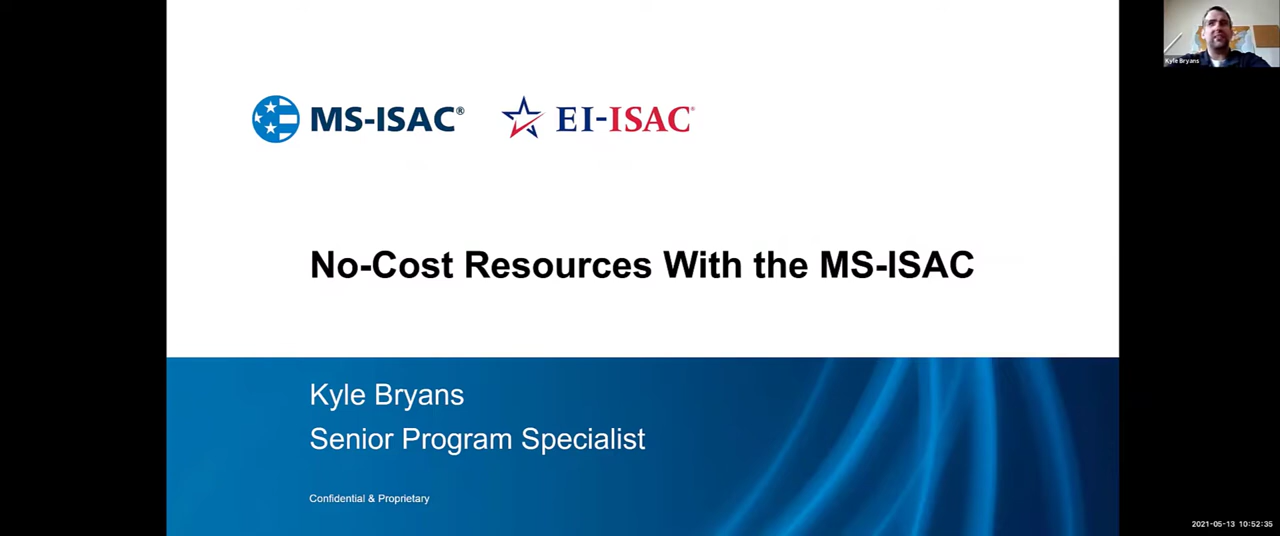 MS-ISAC®
EI-ISAC®
Kyle Bryans
No-Cost Resources With the MS-ISAC
Kyle Bryans
Senior Program Specialist
Confidential & Proprietary
2021-05-13 10:52:35